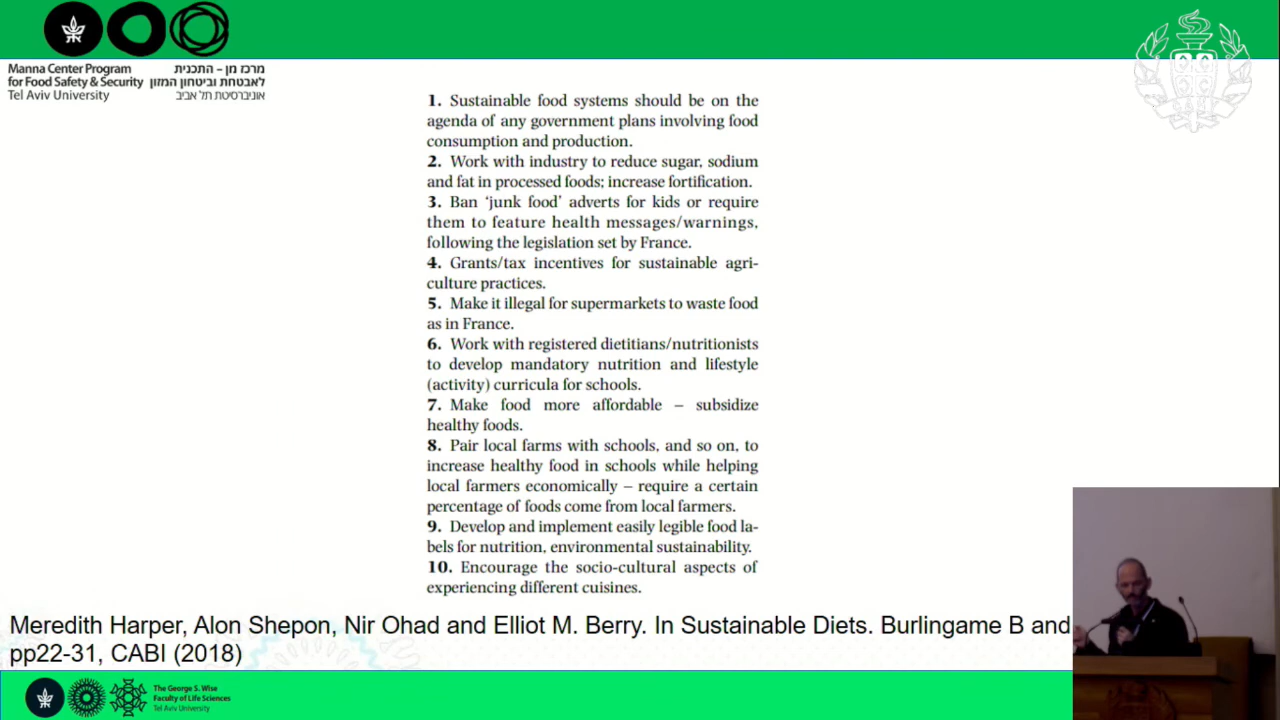 Manna Center Program
for Food Safety & Security
Tel Aviv University
מרכז מן – התכנית
לאבטחת וביטחון המזון
אוניברסיטת תל אביב
1. Sustainable food systems should be on the
agenda of any government plans involving food
consumption and production.
2. Work with industry to reduce sugar, sodium
and fat in processed foods; increase fortification.
3. Ban ‘junk food’ adverts for kids or require
them to feature health messages/warnings,
following the legislation set by France.
4. Grants/tax incentives for sustainable agri-
culture practices.
5. Make it illegal for supermarkets to waste food
as in France.
6. Work with registered dietitians/nutritionists
to develop mandatory nutrition and lifestyle
(activity) curricula for schools.
7. Make food more affordable – subsidize
healthy foods.
8. Pair local farms with schools, and so on, to
increase healthy food in schools while helping
local farmers economically – require a certain
percentage of foods come from local farmers.
9. Develop and implement easily legible food la-
bels for nutrition, environmental sustainability.
10. Encourage the socio-cultural aspects of
experiencing different cuisines.
Meredith Harper, Alon Shepon, Nir Ohad and Elliot M. Berry. In Sustainable Diets. Burlingame B and
pp22-31, CABI (2018)
The George S. Wise
Faculty of Life Sciences
Tel Aviv University